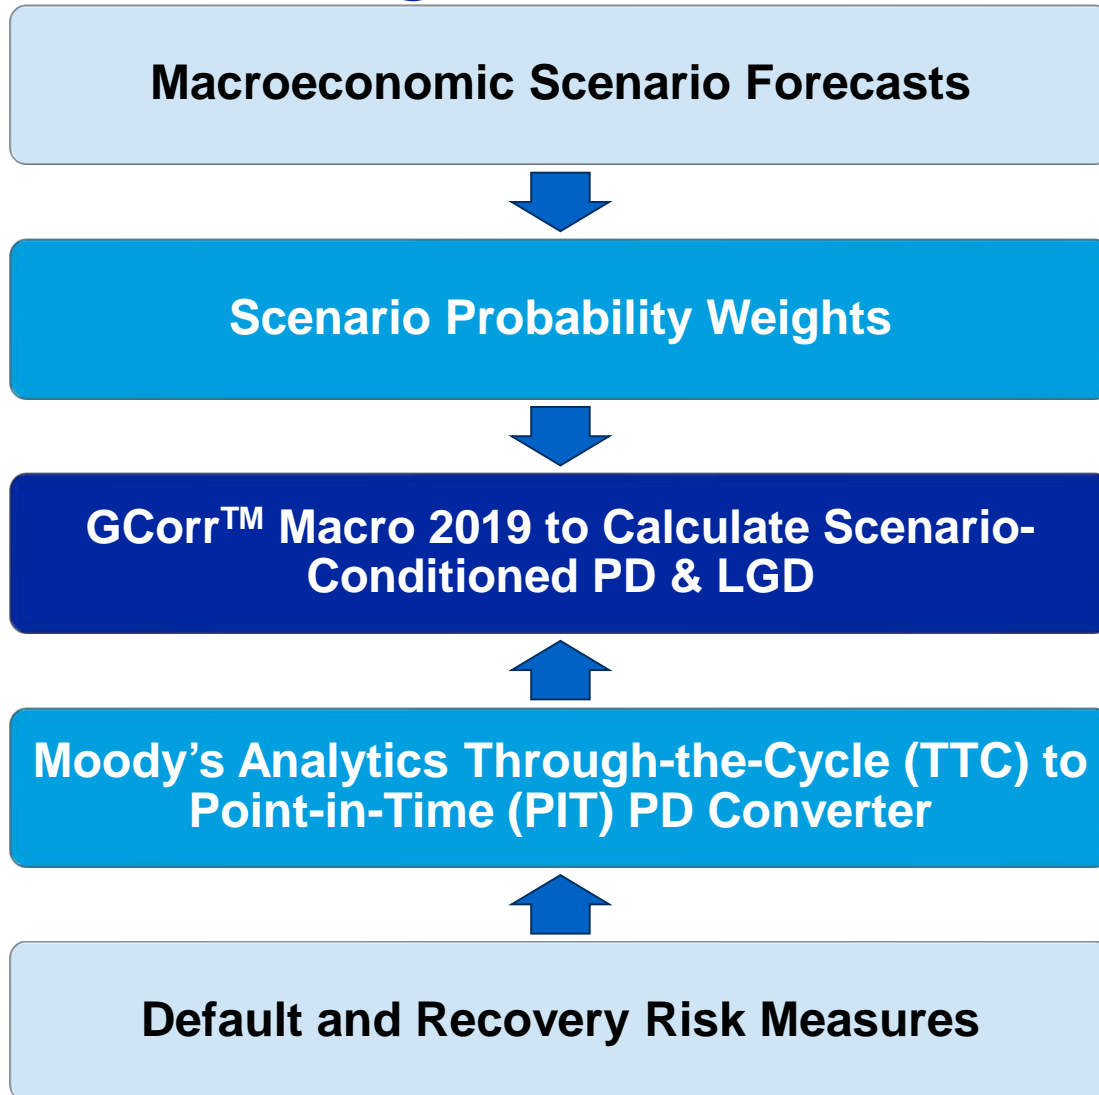 Macroeconomic Scenario Forecasts
Scenario Probability Weights
GCorr™ Macro 2019 to Calculate Scenario-
Conditioned PD & LGD
Moody’s Analytics Through-the-Cycle (TTC) to
Point-in-Time (PIT) PD Converter
Default and Recovery Risk Measures